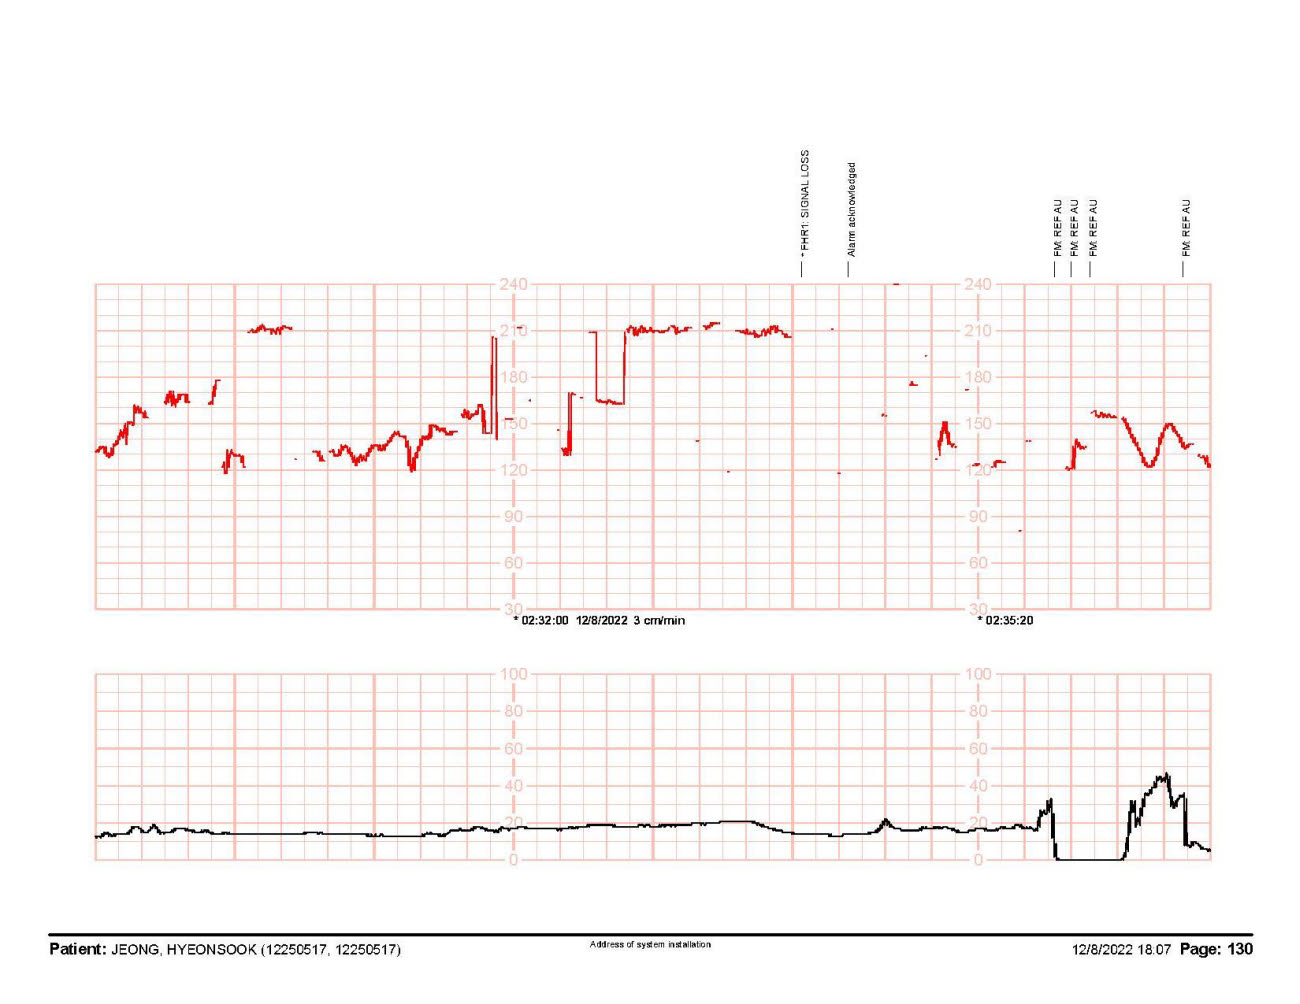 * FHR1: SIGNAL LOSS
Alarm acknowledged
FM: REF AU
FM: REF AU
FM: REF AU
FM: REF AU
240 240
210 210
180 180
150 150
120 120
90 90
60 60
30 30
* 02:32:00 12/8/2022 3 cm/min * 02:35:20
100 100
80 80
60 60
40 40
20 20
0 0
Patient: JEONG, HYEONSOOK (12250517, 12250517) Address of system installation 12/8/2022 18:07 Page: 130